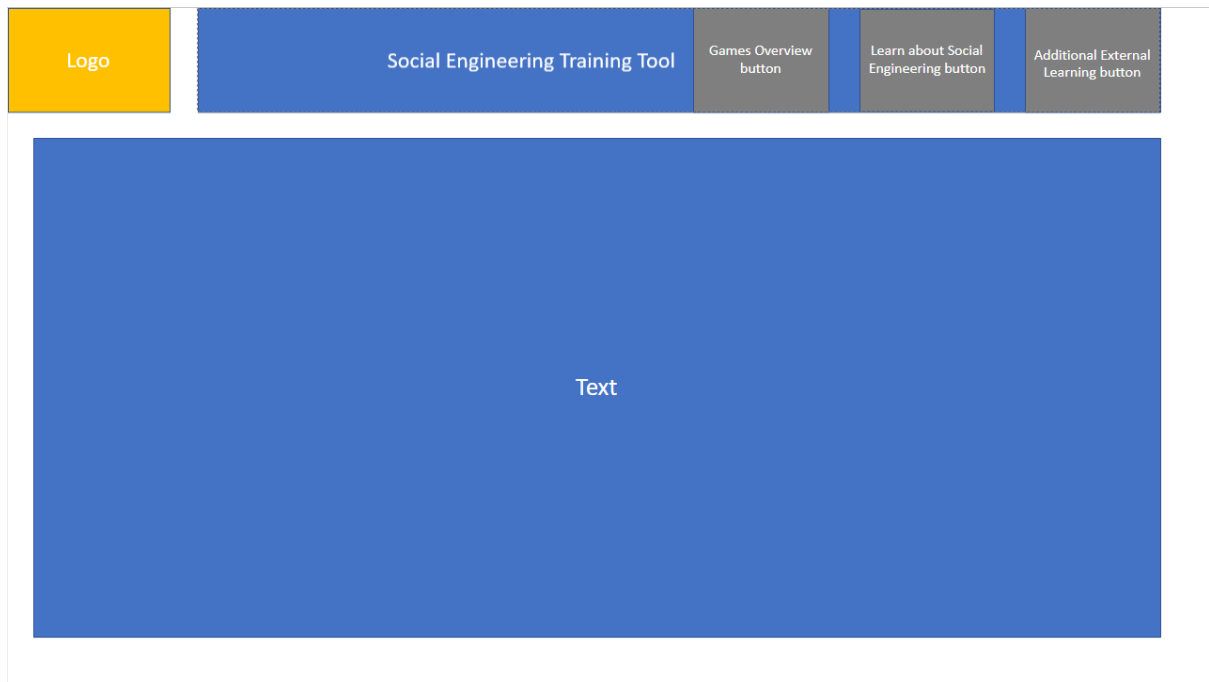 Logo
Social Engineering Training Tool
Games Overview
button
Learn about Social
Engineering button
Additional External
Learning button
Text